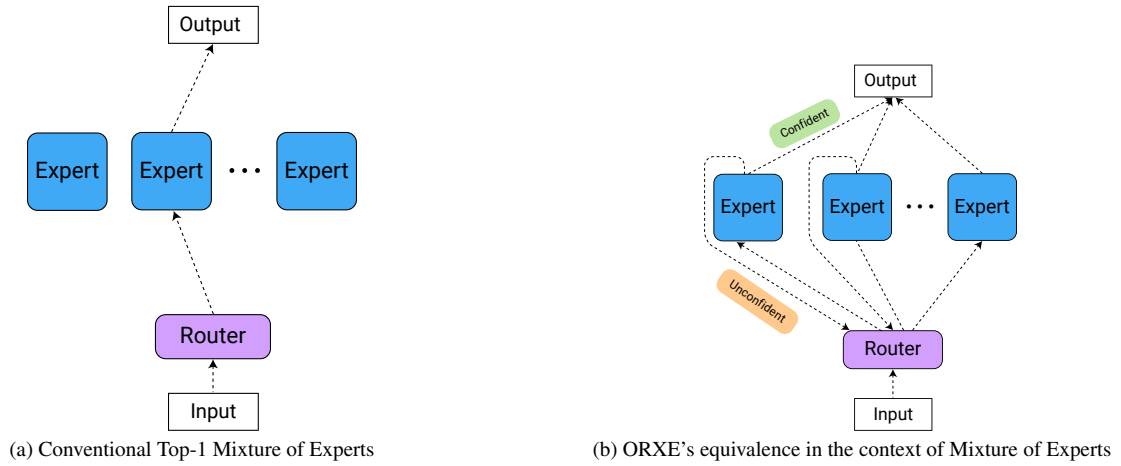 Output
Expert
Expert
Expert
Router
Input
(a) Conventional Top-1 Mixture of Experts
Output
Confident
Expert
Expert
Expert
Unconfident
Router
Input
(b) ORXE's equivalence in the context of Mixture of Experts